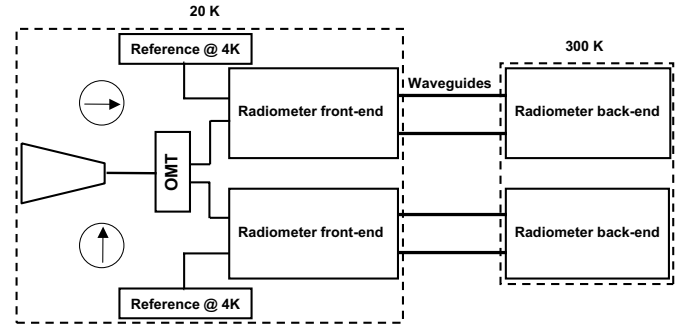 20 K
Reference @ 4K
300 K
Waveguides
Radiometer front-end
Radiometer back-end
OMT
Radiometer front-end
Radiometer back-end
Reference @ 4K